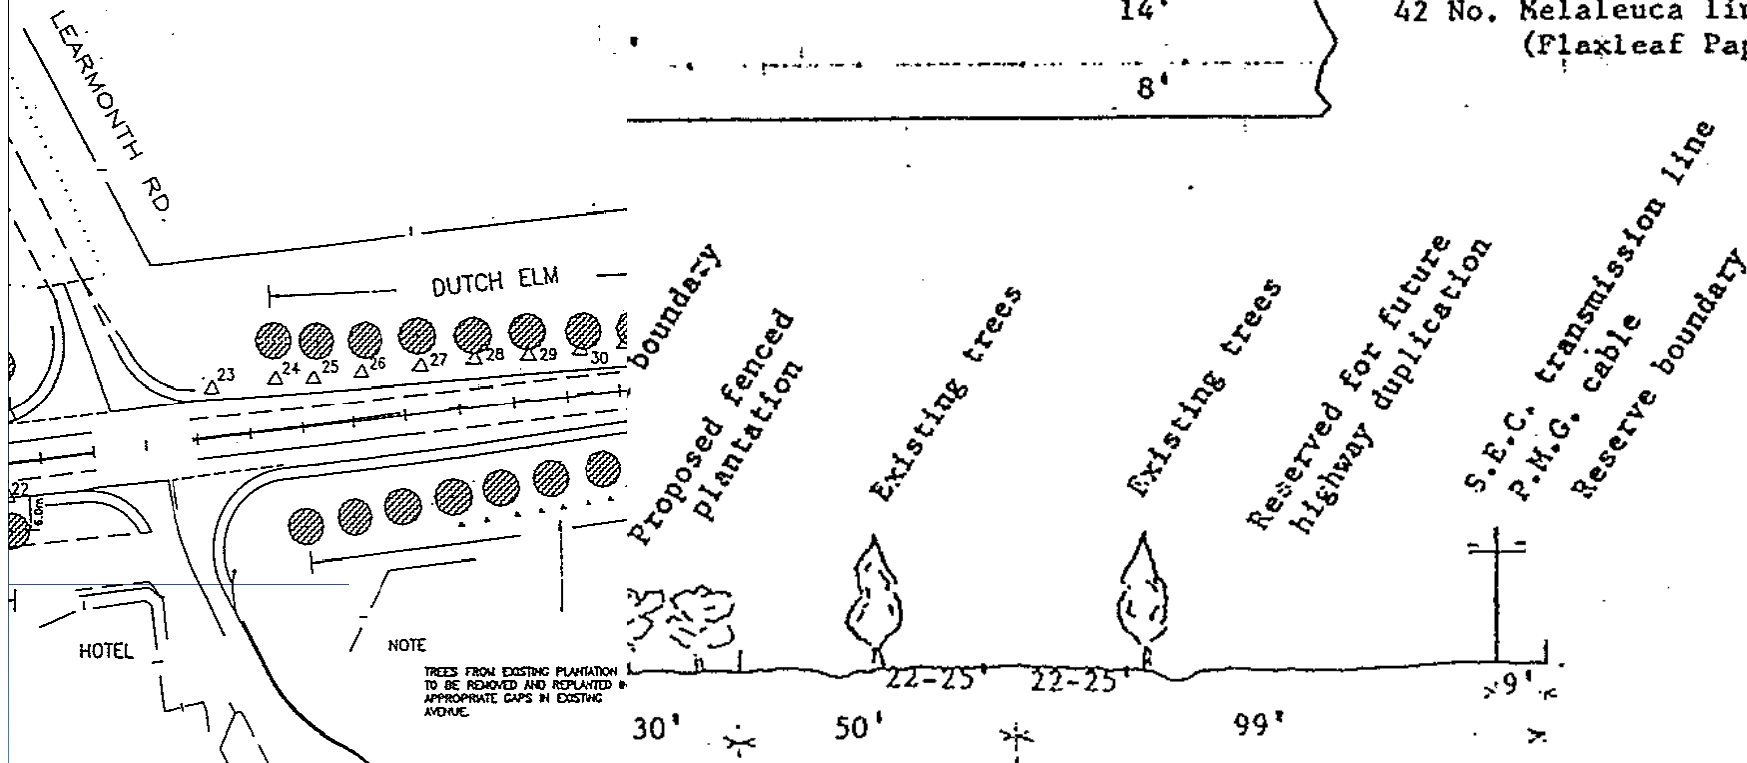 LEARMONTH RD.
DUTCH ELM
23
24
25
26
27
28
29
30
22
6.0m
HOTEL
NOTE
TREES FROM EXISTING PLANTATION
TO BE REMOVED AND REPLANTED
APPROPRIATE GAPS IN EXISTING
AVENUE.
14'
8'
42 No. Melaleuca
(Flaxleaf
boundary
Proposed fenced
plantation
Existing trees
Existing trees
Reserved for future
highway duplication
S.E.C. transmission line
P.M.G. cable
Reserve boundary
22-25'
22-25'
9'
30'
50'
99'